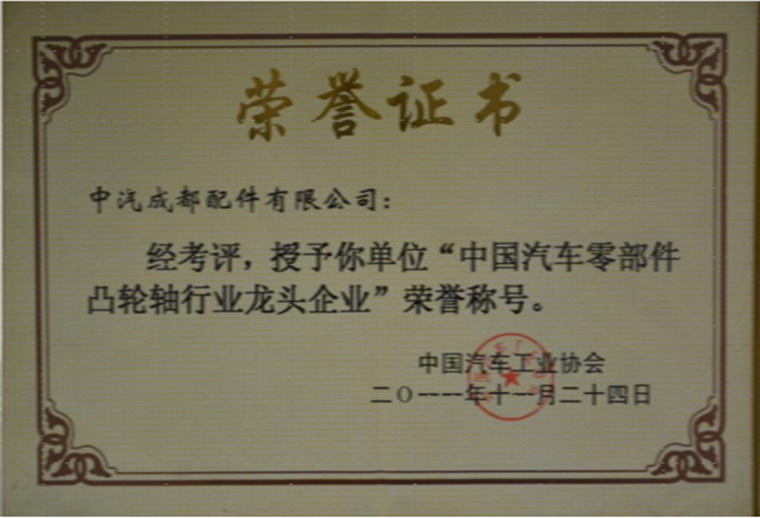 荣誉证书
中汽成都配件有限公司：
经考评，授予你单位“中国汽车零部件
凸轮轴行业龙头企业”荣誉称号。
中国汽车工业协会
二〇一一年十一月二十四日